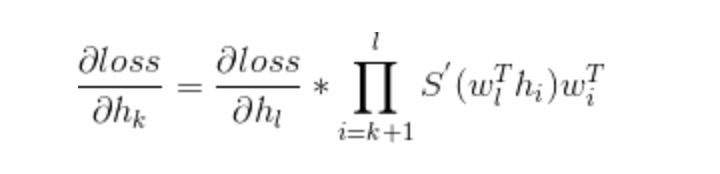 ∂loss/∂h_k = ∂loss/∂h_l * ∏_{i=k+1}^{l} S'(w_l^T h_i)w_i^T